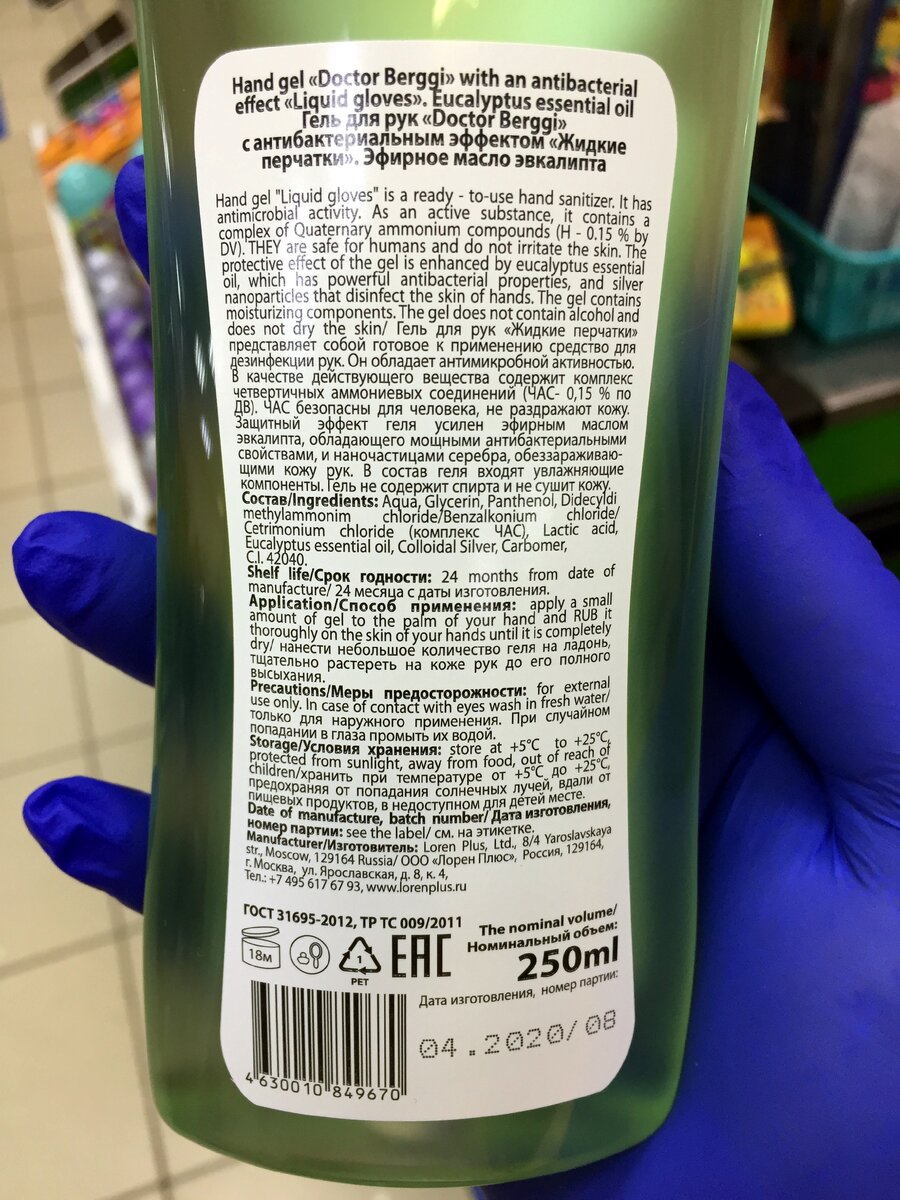 Hand gel «Doctor Berggi» with an antibacterial
effect «Liquid gloves». Eucalyptus essential oil
Гель для рук «Doctor Berggi»
с антибактериальным эффектом «Жидкие
перчатки». Эфирное масло эвкалипта
Hand gel "Liquid gloves" is a ready - to-use hand sanitizer. It has
antimicrobial activity. As an active substance, it contains a
complex of Quaternary ammonium compounds (H - 0.15 % by
DV). THEY are safe for humans and do not irritate the skin. The
protective effect of the gel is enhanced by eucalyptus essential
oil, which has powerful antibacterial properties, and silver
nanoparticles that disinfect the skin of hands. The gel contains
moisturizing components. The gel does not contain alcohol and
does not dry the skin/ Гель для рук «Жидкие перчатки»
представляет собой готовое к применению средство для
дезинфекции рук. Он обладает антимикробной активностью.
В качестве действующего вещества содержит комплекс
четвертичных аммониевых соединений (ЧАС- 0,15 % по
ДВ). ЧАС безопасны для человека, не раздражают кожу.
Защитный эффект геля усилен эфирным маслом
эвкалипта, обладающего мощными антибактериальными
свойствами, и наночастицами серебра, обеззараживаю-
щими кожу рук. В состав геля входят увлажняющие
компоненты. Гель не содержит спирта и не сушит кожу.
Состав/Ingredients: Aqua, Glycerin, Panthenol, Didecyldi
methylammonim chloride/Benzalkonium chloride/
Cetrimonium chloride (комплекс ЧАС), Lactic acid,
Eucalyptus essential oil, Colloidal Silver, Carbomer,
C.I. 42040.
Shelf life/Срок годности: 24 months from date of
manufacture/ 24 месяца с даты изготовления.
Application/Способ применения: apply a small
amount of gel to the palm of your hand and RUB it
thoroughly on the skin of your hands until it is completely
dry/ нанести небольшое количество геля на ладонь,
тщательно растереть на коже рук до его полного
высыхания.
Precautions/Меры предосторожности: for external
use only. In case of contact with eyes wash in fresh water/
только для наружного применения. При случайном
попадании в глаза промыть их водой.
Storage/Условия хранения: store at +5°C to +25°C,
protected from sunlight, away from food, out of reach of
children/хранить при температуре от +5°C до +25°C,
предохраняя от попадания солнечных лучей, вдали от
пищевых продуктов, в недоступном для детей месте.
Date of manufacture, batch number/ Дата изготовления,
номер партии: see the label/ см. на этикетке.
Manufacturer/Изготовитель: Loren Plus, Ltd., 8/4 Yaroslavskaya
str., Moscow, 129164 Russia/ ООО «Лорен Плюс», Россия, 129164,
г. Москва, ул. Ярославская, д. 8, к. 4,
Тел.: +7 495 617 67 93, www.lorenplus.ru
ГОСТ 31695-2012, ТР ТС 009/2011
The nominal volume/
Номинальный объем:
250ml
18м
1
PET
EAC
Дата изготовления, номер партии:
04.2020/08
4630010849670